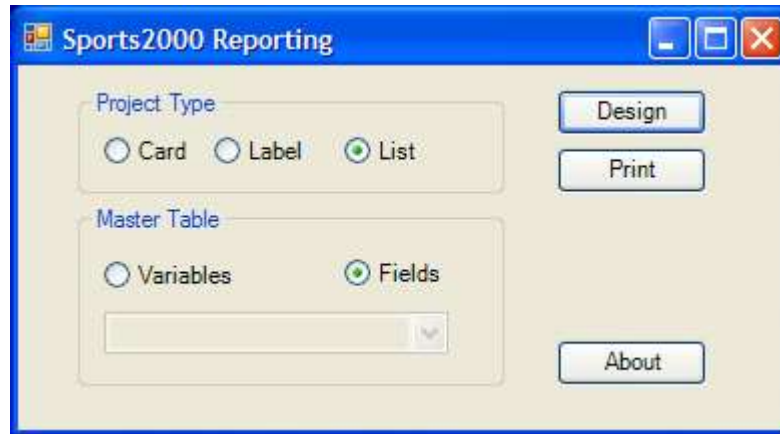 Sports2000 Reporting
Project Type
Card Label List
Design
Print
Master Table
Variables Fields
About